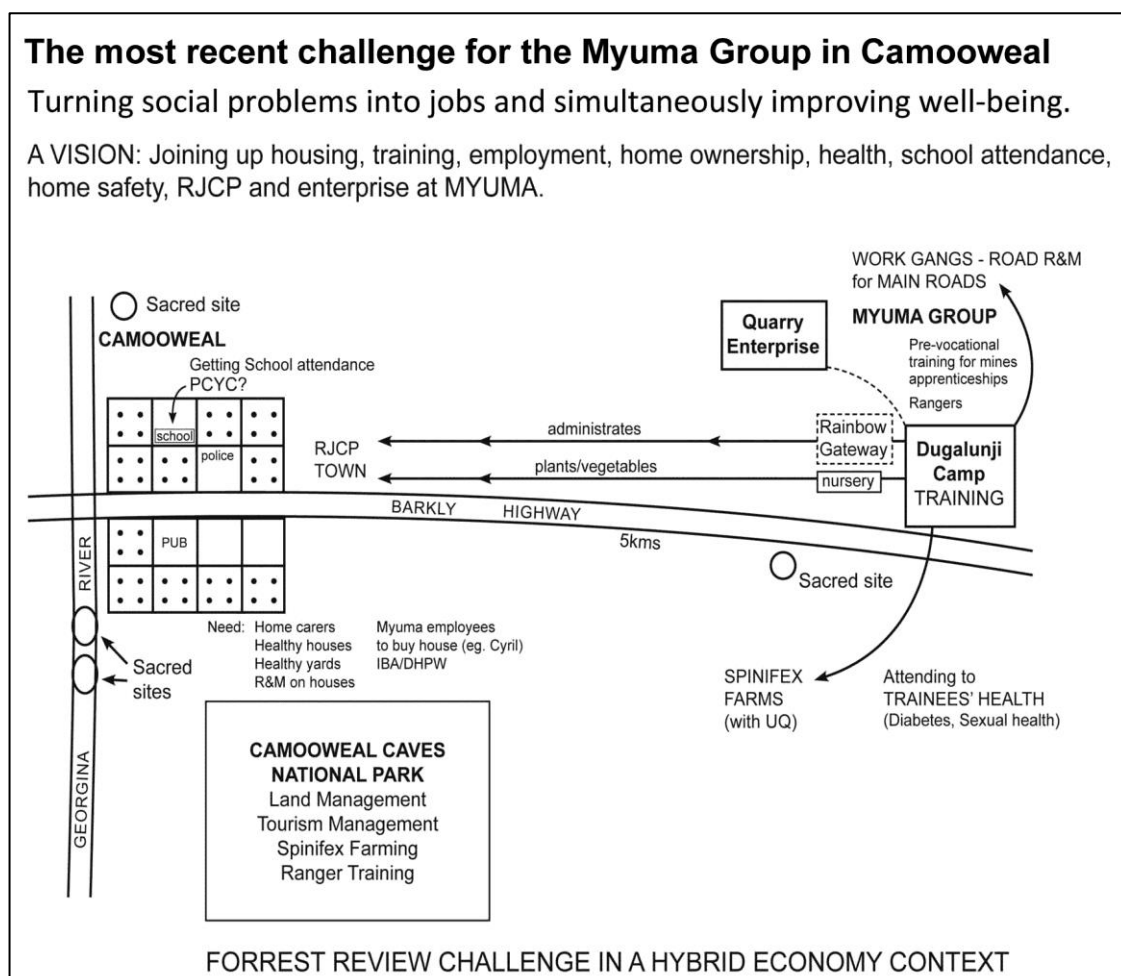 The most recent challenge for the Myuma Group in Camooweal
Turning social problems into jobs and simultaneously improving well-being.
A VISION: Joining up housing, training, employment, home ownership, health, school attendance,
home safety, RJCP and enterprise at MYUMA.
WORK GANGS - ROAD R&M
for MAIN ROADS
Sacred site
CAMOOWEAL
Getting School attendance
PCYC?
school
police
RJCP
TOWN
administrates
plants/vegetables
Quarry
Enterprise
MYUMA GROUP
Pre-vocational
training for mines
apprenticeships
Rangers
Rainbow
Gateway
nursery
Dugalunji
Camp
TRAINING
BARKLY HIGHWAY
5kms
Sacred site
PUB
RIVER
GEORGINA
Sacred
sites
Need: Home carers
Healthy houses
Healthy yards
R&M on houses
Myuma employees
to buy house (eg. Cyril)
IBA/DHPW
SPINIFEX
FARMS
(with UQ)
Attending to
TRAINEES' HEALTH
(Diabetes, Sexual health)
CAMOOWEAL CAVES
NATIONAL PARK
Land Management
Tourism Management
Spinifex Farming
Ranger Training
FORREST REVIEW CHALLENGE IN A HYBRID ECONOMY CONTEXT